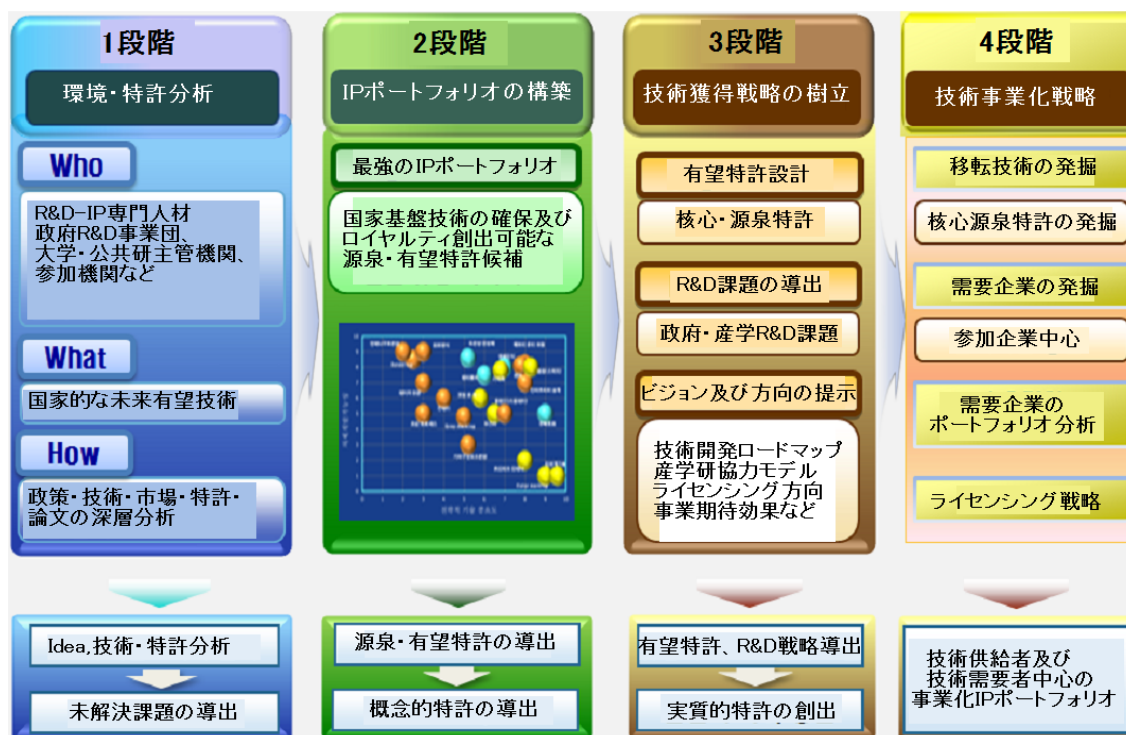 1段階
環境・特許分析
Who
R&D-IP専門人材
政府R&D事業団、
大学・公共研主管機関、
参加機関など
What
国家的な未来有望技術
How
政策・技術・市場・特許・
論文の深層分析
Idea,技術・特許分析
未解決課題の導出
2段階
IPポートフォリオの構築
最強のIPポートフォリオ
国家基盤技術の確保及び
ロイヤルティ創出可能な
源泉・有望特許候補
源泉・有望特許の導出
概念的特許の導出
3段階
技術獲得戦略の樹立
有望特許設計
核心・源泉特許
R&D課題の導出
政府・産学R&D課題
ビジョン及び方向の提示
技術開発ロードマップ
産学研協力モデル
ライセンシング方向
事業期待効果など
有望特許、R&D戦略導出
実質的特許の創出
4段階
技術事業化戦略
移転技術の発掘
核心源泉特許の発掘
需要企業の発掘
参加企業中心
需要企業の
ポートフォリオ分析
ライセンシング戦略
技術供給者及び
技術需要者中心の
事業化IPポートフォリオ